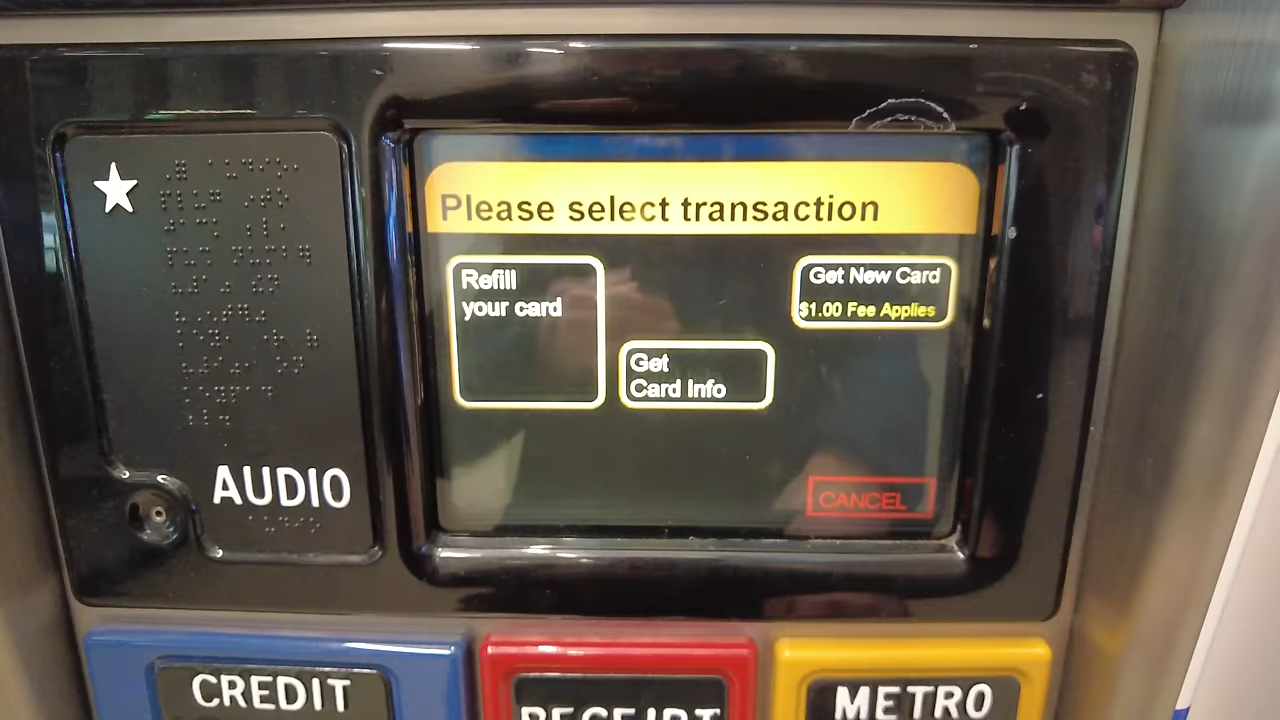 Please select transaction
Refill
your card
Get New Card
$1.00 Fee Applies
Get
Card Info
CANCEL
AUDIO
CREDIT
RECEIPT
METRO